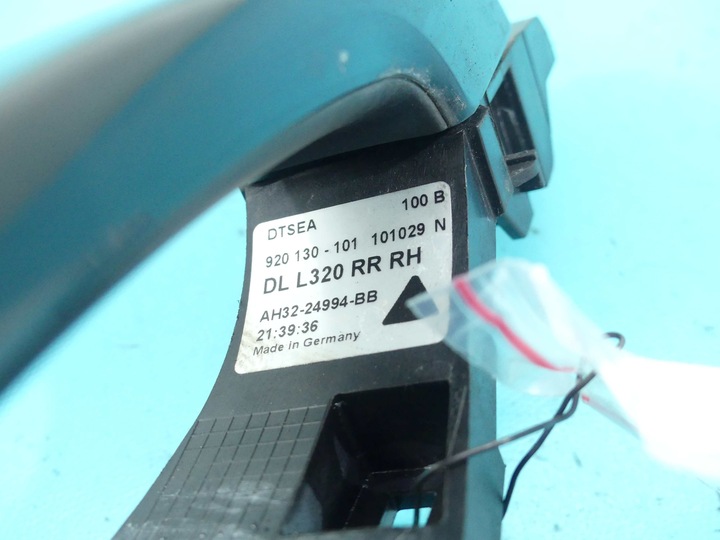 DTSEA 100 B
920 130 - 101 101029 N
DL L320 RR RH
AH32-24994-BB
21:39:36
Made in Germany